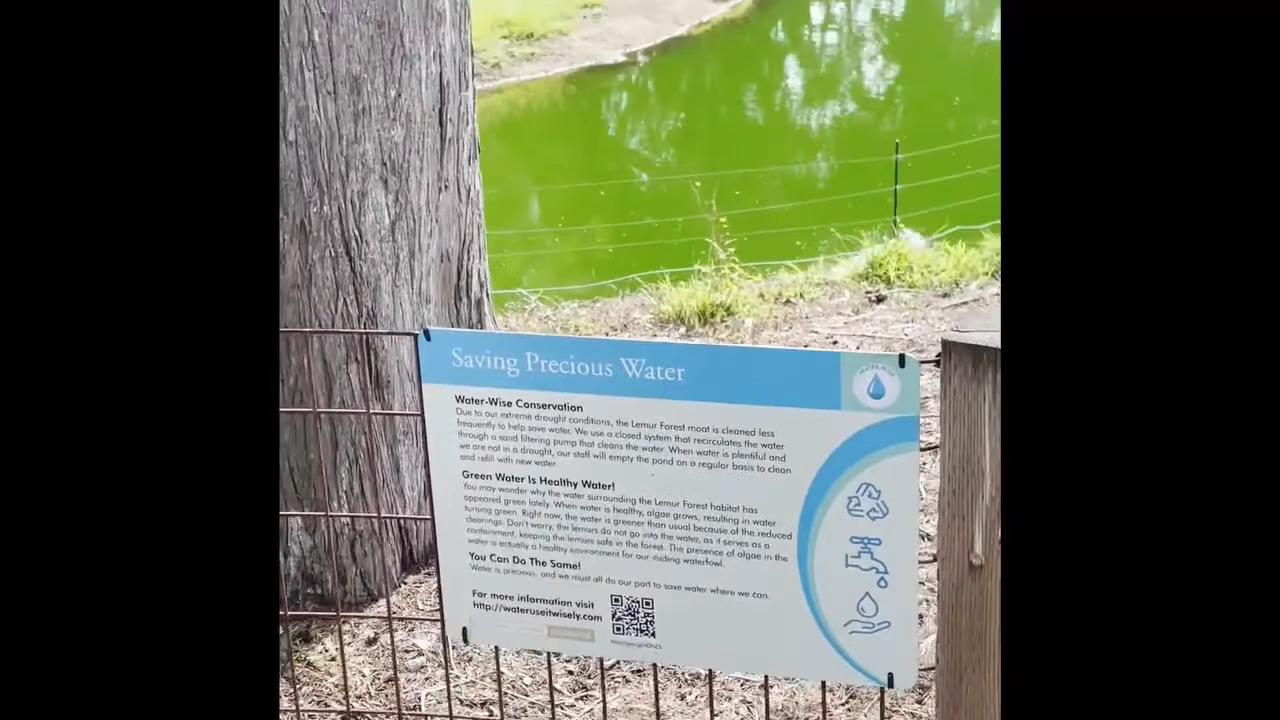 Saving Precious Water
WATER-WISE
Water-Wise Conservation
Due to our extreme drought conditions, the Lemur Forest moat is cleaned less
frequently to help save water. We use a closed system that recirculates the water
through a sand filtering pump that cleans the water. When water is plentiful and
we are not in a drought, our staff will empty the pond on a regular basis to clean
and refill with new water.
Green Water Is Healthy Water!
You may wonder why the water surrounding the Lemur Forest habitat has
appeared green lately. When water is healthy, algae grows, resulting in water
turning green. Right now, the water is greener than usual because of the reduced
cleanings. Don't worry, the lemurs do not go into the water, as it serves as a
containment, keeping the lemurs safe in the forest. The presence of algae in the
water is actually a healthy environment for our visiting waterfowl.
You Can Do The Same!
Water is precious, and we must all do our part to save water where we can.
For more information visit
http://wateruseitwisely.com